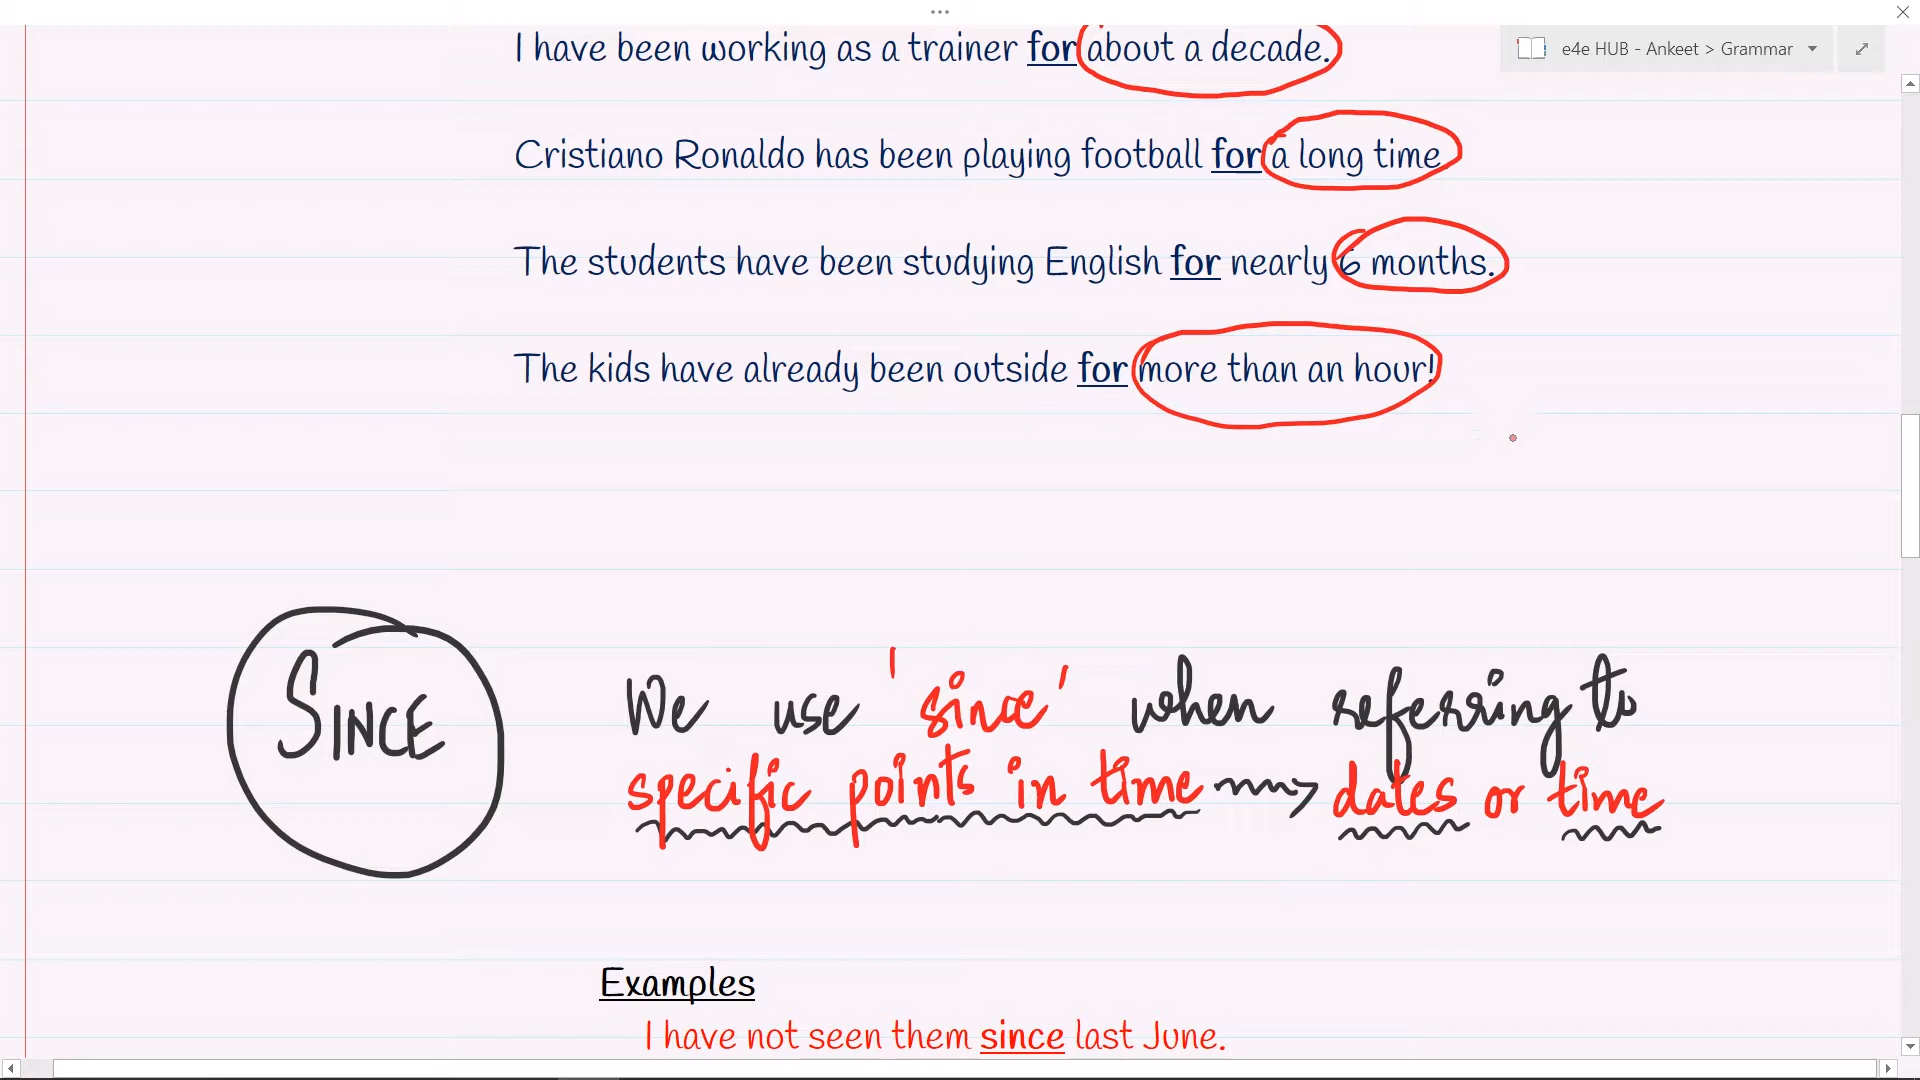 I have been working as a trainer for about a decade.
e4e HUB - Ankeet > Grammar
Cristiano Ronaldo has been playing football for a long time
The students have been studying English for nearly 6 months.
The kids have already been outside for more than an hour!
SINCE
We use 'since' when referring to
specific points in time → dates or time
Examples
I have not seen them since last June.